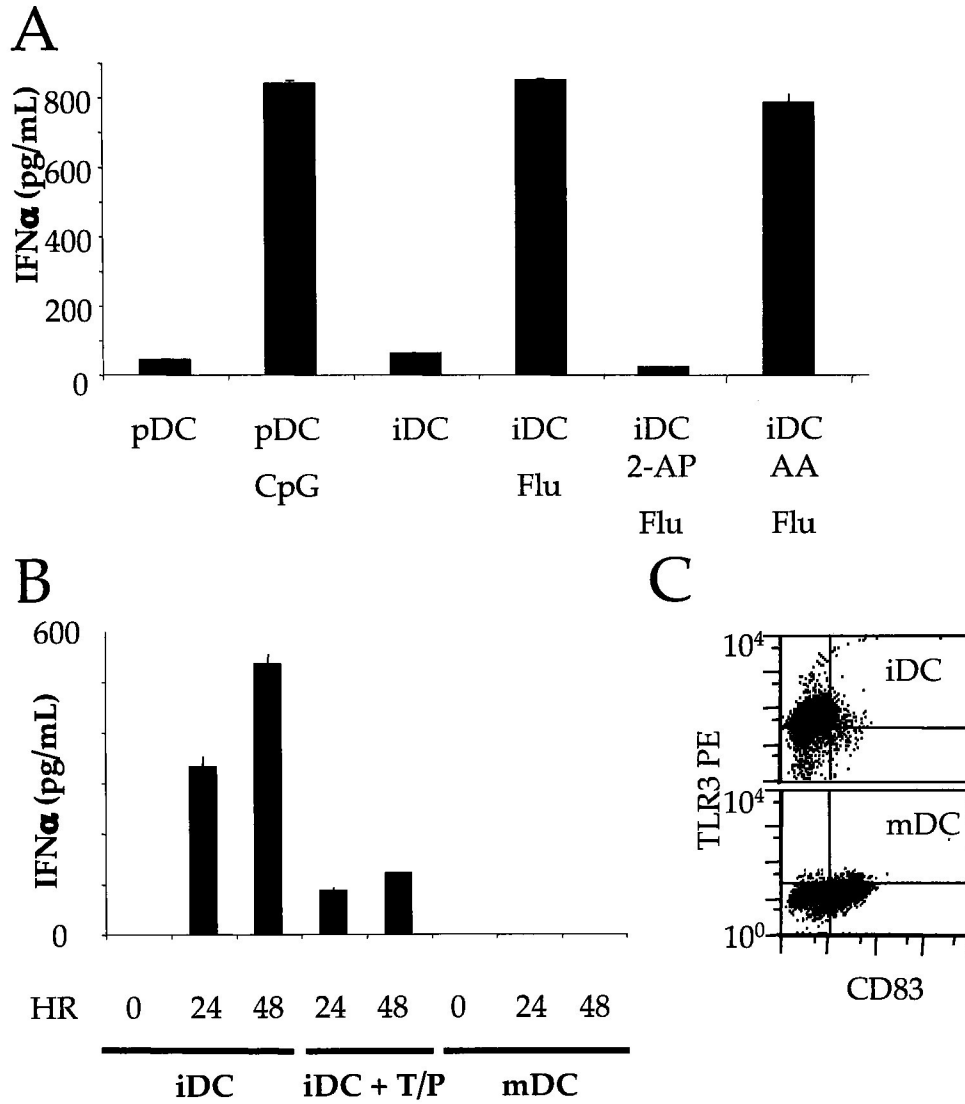 A
IFNα (pg/mL)
800
600
400
200
0
pDC pDC iDC iDC iDC iDC
CpG Flu 2-AP AA
Flu Flu
B
IFNα (pg/mL)
600
0
HR 0 24 48 24 48 0 24 48
iDC iDC + T/P mDC
C
TLR3 PE
10⁴
iDC
10⁴
mDC
10⁰
CD83